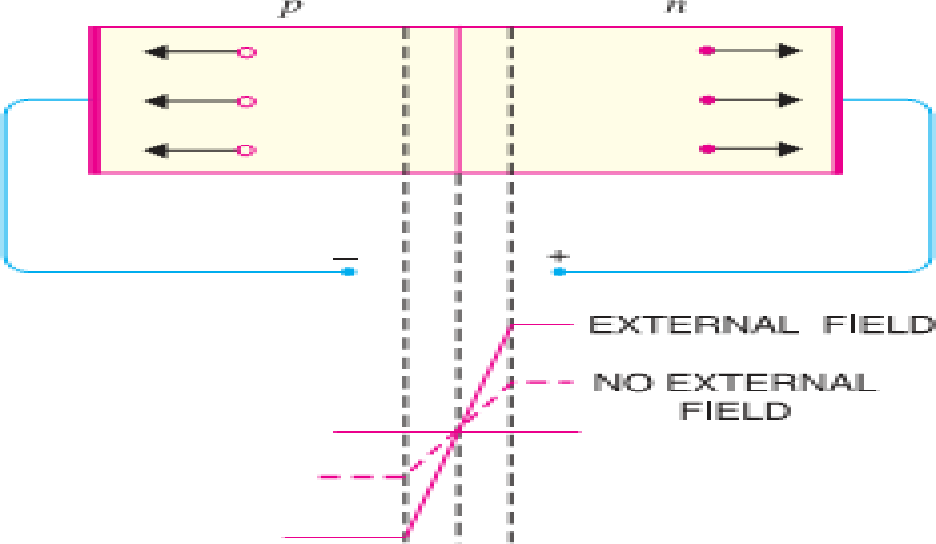 p n
− +
EXTERNAL FIELD
NO EXTERNAL
FIELD